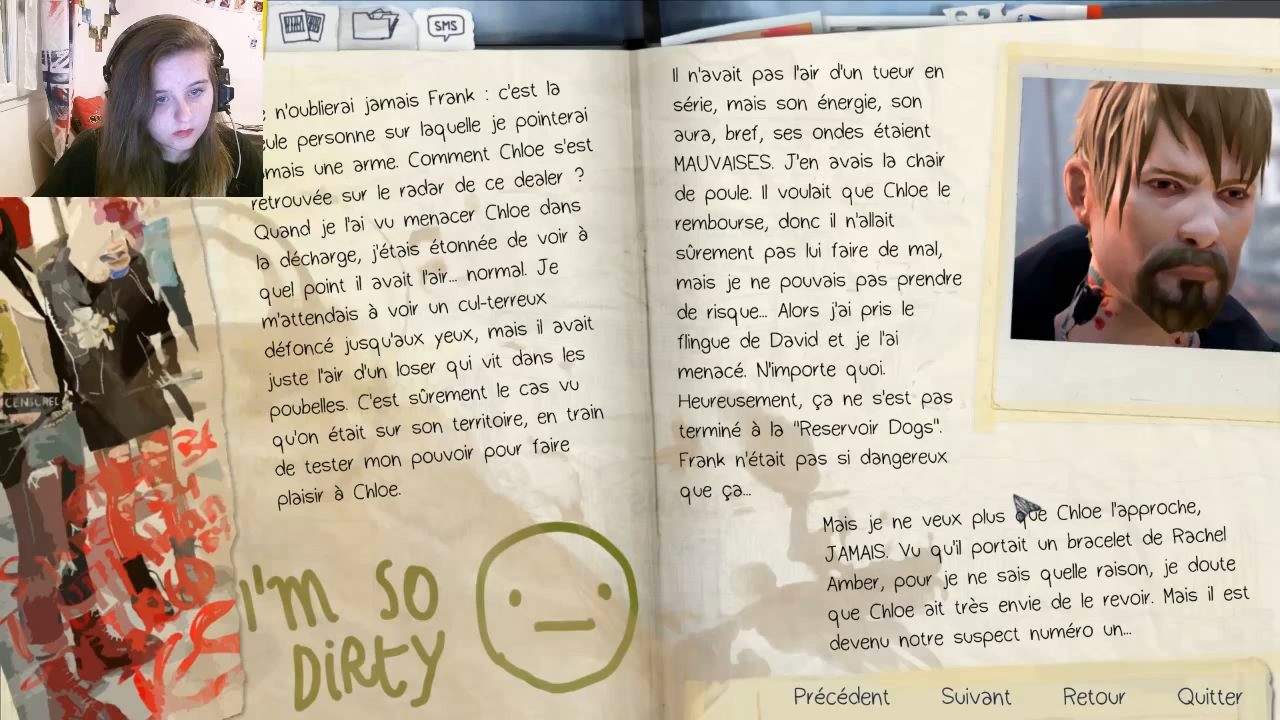 SMS
n'oublierai jamais Frank : c'est la
personne sur laquelle je pointerai
une arme. Comment Chloe s'est
retrouvée sur le radar de ce dealer ?
Quand je l'ai vu menacer Chloe dans
la décharge, j'étais étonnée de voir à
quel point il avait l'air... normal. Je
m'attendais à voir un cul-terreux
défoncé jusqu'aux yeux, mais il avait
juste l'air d'un loser qui vit dans les
poubelles. C'est sûrement le cas vu
qu'on était sur son territoire, en train
de tester mon pouvoir pour faire
plaisir à Chloe.
I'M SO
DiRtY
Il n'avait pas l'air d'un tueur en
série, mais son énergie, son
aura, bref, ses ondes étaient
MAUVAISES. J'en avais la chair
de poule. Il voulait que Chloe le
rembourse, donc il n'allait
sûrement pas lui faire de mal,
mais je ne pouvais pas prendre
de risque... Alors j'ai pris le
flingue de David et je l'ai
menacé. N'importe quoi.
Heureusement, ça ne s'est pas
terminé à la "Reservoir Dogs".
Frank n'était pas si dangereux
que ça...
Mais je ne veux plus que Chloe l'approche,
JAMAIS. Vu qu'il portait un bracelet de Rachel
Amber, pour je ne sais quelle raison, je doute
que Chloe ait très envie de le revoir. Mais il est
devenu notre suspect numéro un...
Précédent Suivant Retour Quitter